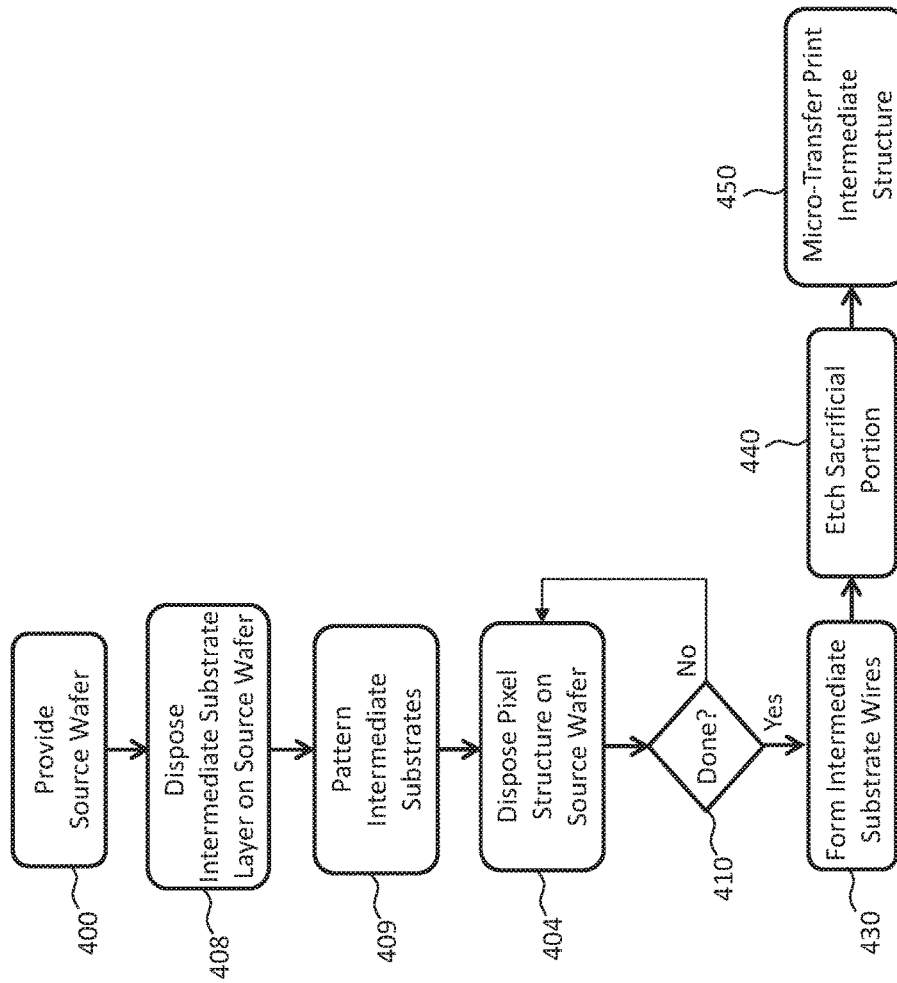 Provide
Source Wafer
400
Dispose
Intermediate Substrate
Layer on Source Wafer
408
Pattern
Intermediate
Substrates
409
Dispose Pixel
Structure on
Source Wafer
404
Done?
No
Yes
410
Form Intermediate
Substrate Wires
430
Etch Sacrificial
Portion
440
Micro-Transfer Print
Intermediate
Structure
450